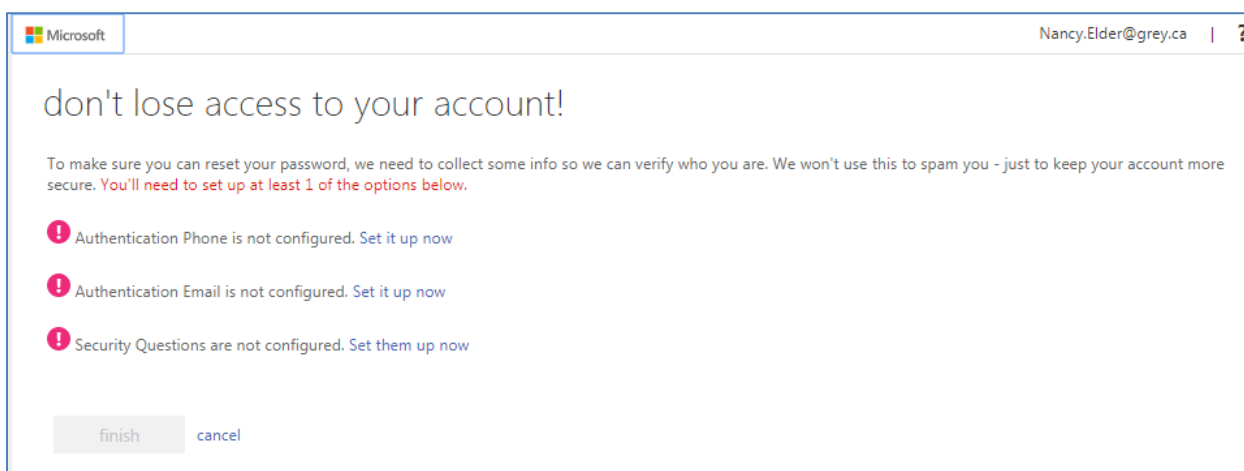 Microsoft
Nancy.Elder@grey.ca | ?
don't lose access to your account!
To make sure you can reset your password, we need to collect some info so we can verify who you are. We won't use this to spam you - just to keep your account more
secure. You'll need to set up at least 1 of the options below.
! Authentication Phone is not configured. Set it up now
! Authentication Email is not configured. Set it up now
! Security Questions are not configured. Set them up now
finish cancel